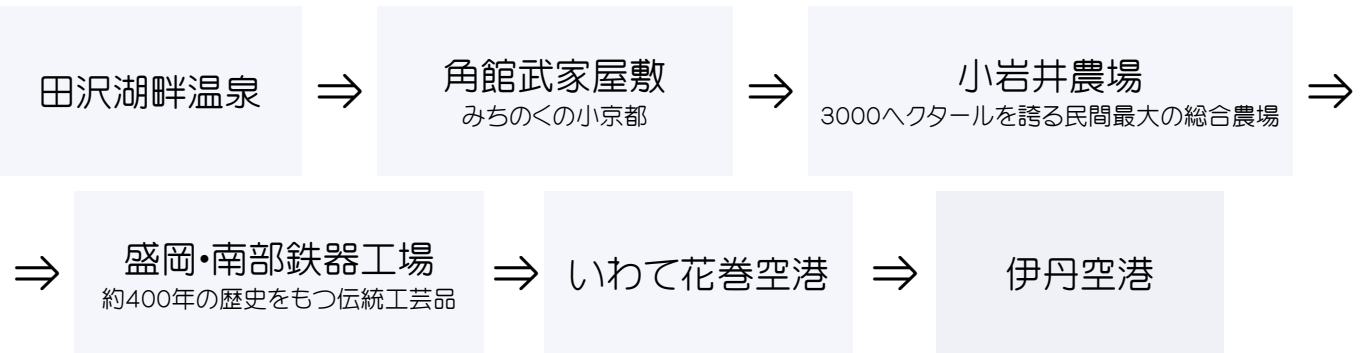 田沢湖畔温泉
⇒
角館武家屋敷
みちのくの小京都
⇒
小岩井農場
3000ヘクタールを誇る民間最大の総合農場
⇒
⇒
盛岡・南部鉄器工場
約400年の歴史をもつ伝統工芸品
⇒
いわて花巻空港
⇒
伊丹空港